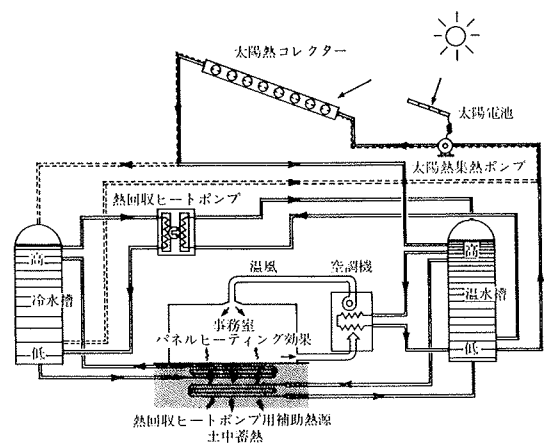 太陽熱コレクター
太陽電池
太陽熱集熱ポンプ
熱回収ヒートポンプ
高
冷水槽
低
高
温水槽
低
温風
空調機
事務室
パネルヒーティング効果
熱回収ヒートポンプ用補助熱源
土中蓄熱